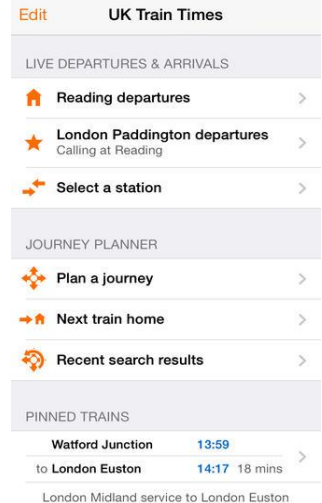 Edit UK Train Times
LIVE DEPARTURES & ARRIVALS
Reading departures
London Paddington departures
Calling at Reading
Select a station
JOURNEY PLANNER
Plan a journey
Next train home
Recent search results
PINNED TRAINS
Watford Junction 13:59
to London Euston 14:17 18 mins
London Midland service to London Euston